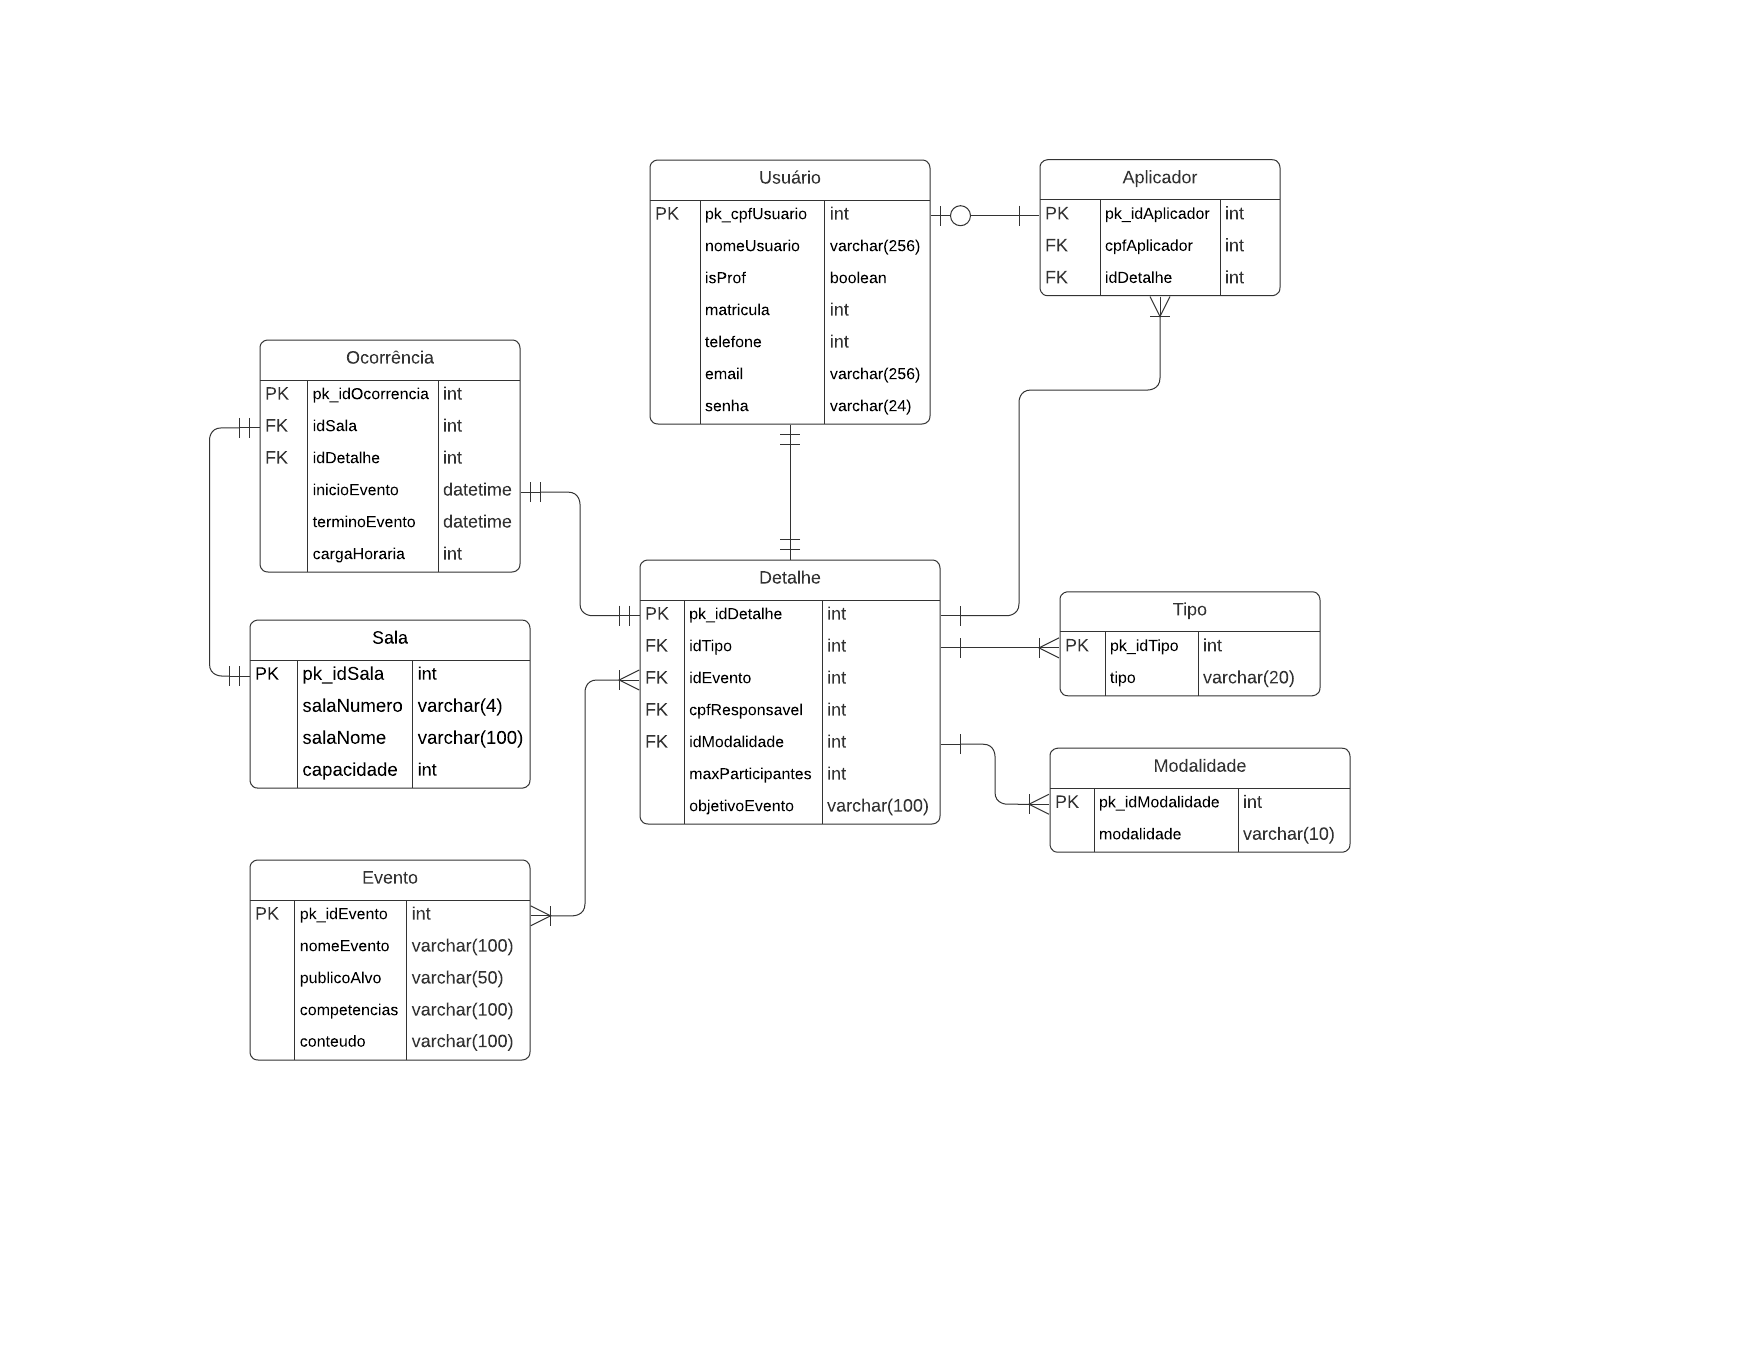 Usuário
PK pk_cpfUsuario int
nomeUsuario varchar(256)
isProf boolean
matricula int
telefone int
email varchar(256)
senha varchar(24)
Aplicador
PK pk_idAplicador int
FK cpfAplicador int
FK idDetalhe int
Ocorrência
PK pk_idOcorrencia int
FK idSala int
FK idDetalhe int
inicioEvento datetime
terminoEvento datetime
cargaHoraria int
Detalhe
PK pk_idDetalhe int
FK idTipo int
FK idEvento int
FK cpfResponsavel int
FK idModalidade int
maxParticipantes int
objetivoEvento varchar(100)
Tipo
PK pk_idTipo int
tipo varchar(20)
Sala
PK pk_idSala int
salaNumero varchar(4)
salaNome varchar(100)
capacidade int
Modalidade
PK pk_idModalidade int
modalidade varchar(10)
Evento
PK pk_idEvento int
nomeEvento varchar(100)
publicoAlvo varchar(50)
competencias varchar(100)
conteudo varchar(100)